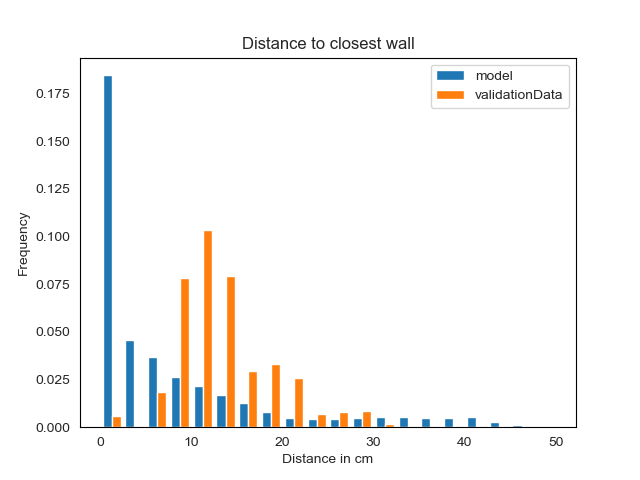 Distance to closest wall
model
validationData
0.175
0.150
0.125
0.100
0.075
0.050
0.025
0.000
Frequency
0 10 20 30 40 50
Distance in cm